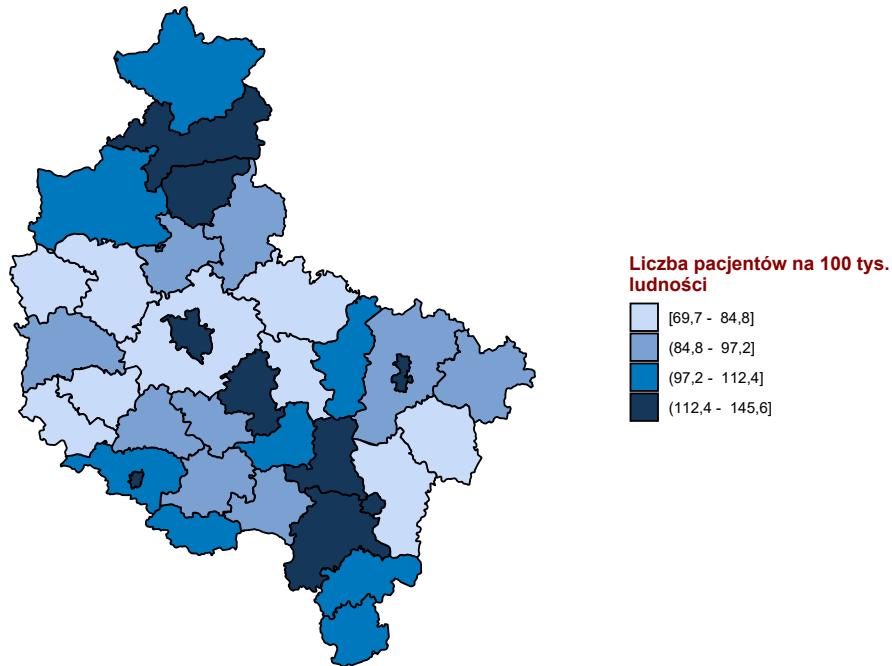 Liczba pacjentów na 100 tys.
ludności
[69,7 - 84,8]
(84,8 - 97,2]
(97,2 - 112,4]
(112,4 - 145,6]